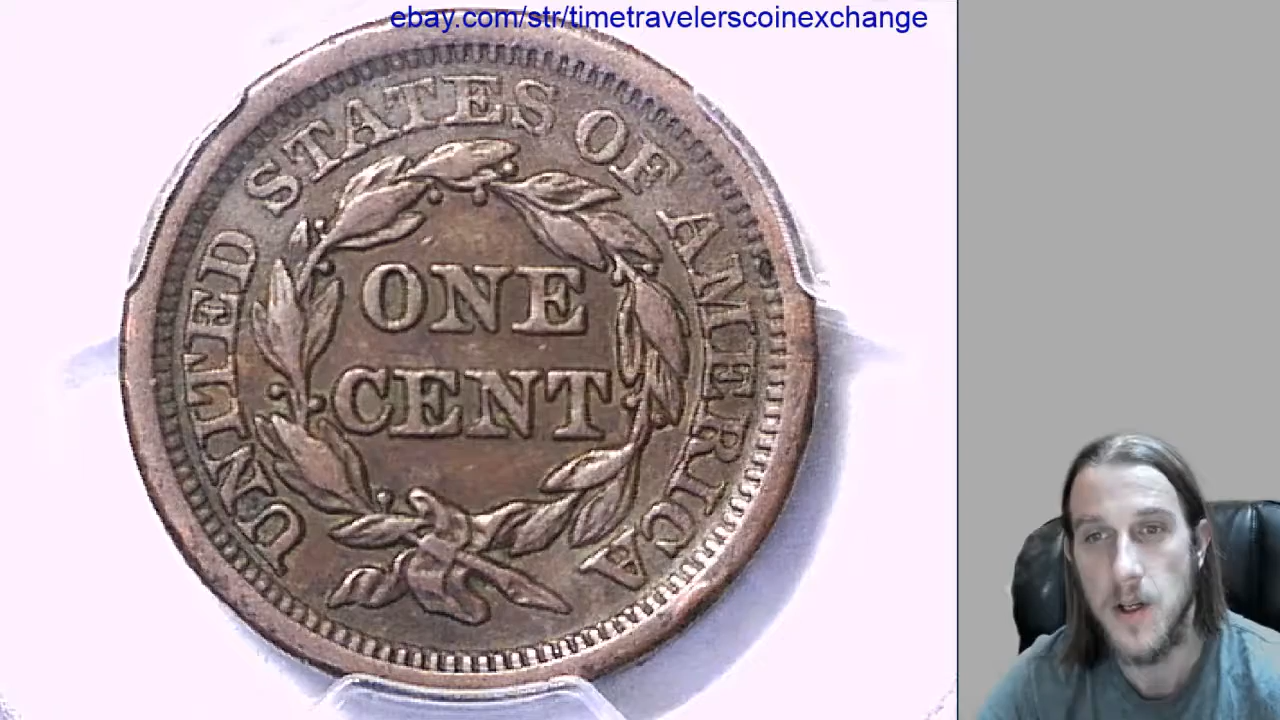 ebay.com/str/timetravelerscoinexchange
UNITED STATES OF AMERICA
ONE
CENT